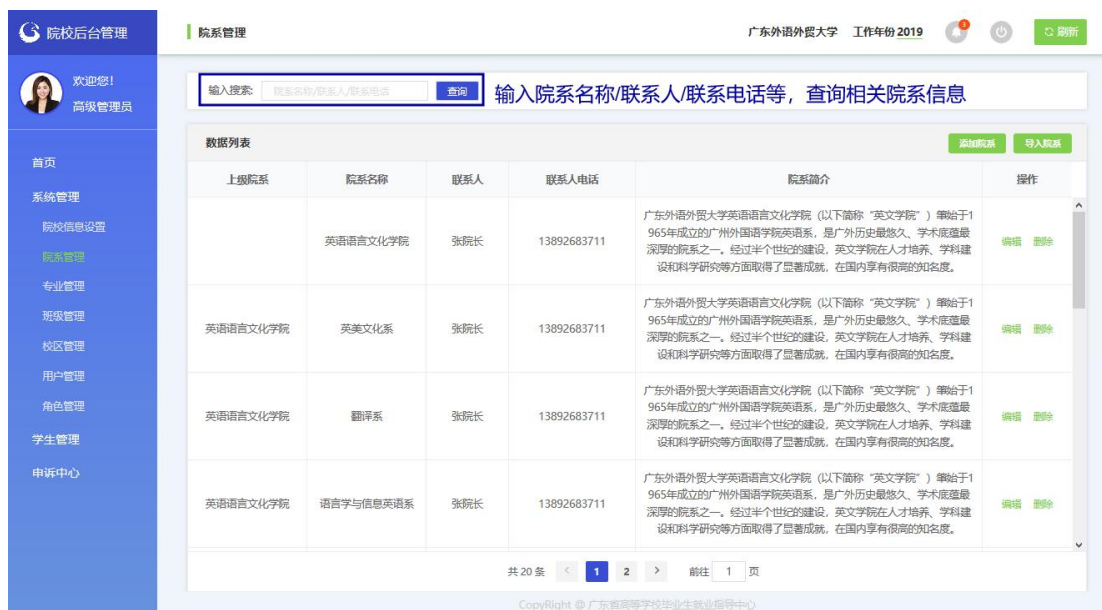 院校后台管理
院系管理
广东外语外贸大学 工作年份 2019
3
刷新
欢迎您!
高级管理员
输入搜索: 院系名称/联系人/联系电话 查询 输入院系名称/联系人/联系电话等，查询相关院系信息
首页
系统管理
院校信息设置
院系管理
专业管理
班级管理
校区管理
用户管理
角色管理
学生管理
申诉中心
数据列表 添加院系 导入院系
上级院系 院系名称 联系人 联系人电话 院系简介 操作
英语语言文化学院 张院长 13892683711
广东外语外贸大学英语语言文化学院（以下简称“英文学院”）肇始于1
965年成立的广州外国语学院英语系，是广外历史最悠久、学术底蕴最
深厚的院系之一。经过半个世纪的建设，英文学院在人才培养、学科建
设和科学研究等方面取得了显著成就，在国内享有很高的知名度。
编辑 删除
英语语言文化学院 英美文化系 张院长 13892683711
广东外语外贸大学英语语言文化学院（以下简称“英文学院”）肇始于1
965年成立的广州外国语学院英语系，是广外历史最悠久、学术底蕴最
深厚的院系之一。经过半个世纪的建设，英文学院在人才培养、学科建
设和科学研究等方面取得了显著成就，在国内享有很高的知名度。
编辑 删除
英语语言文化学院 翻译系 张院长 13892683711
广东外语外贸大学英语语言文化学院（以下简称“英文学院”）肇始于1
965年成立的广州外国语学院英语系，是广外历史最悠久、学术底蕴最
深厚的院系之一。经过半个世纪的建设，英文学院在人才培养、学科建
设和科学研究等方面取得了显著成就，在国内享有很高的知名度。
编辑 删除
英语语言文化学院 语言学与信息英语系 张院长 13892683711
广东外语外贸大学英语语言文化学院（以下简称“英文学院”）肇始于1
965年成立的广州外国语学院英语系，是广外历史最悠久、学术底蕴最
深厚的院系之一。经过半个世纪的建设，英文学院在人才培养、学科建
设和科学研究等方面取得了显著成就，在国内享有很高的知名度。
编辑 删除
共 20 条 < 1 2 > 前往 1 页
CopyRight @ 广东省高等学校毕业生就业指导中心